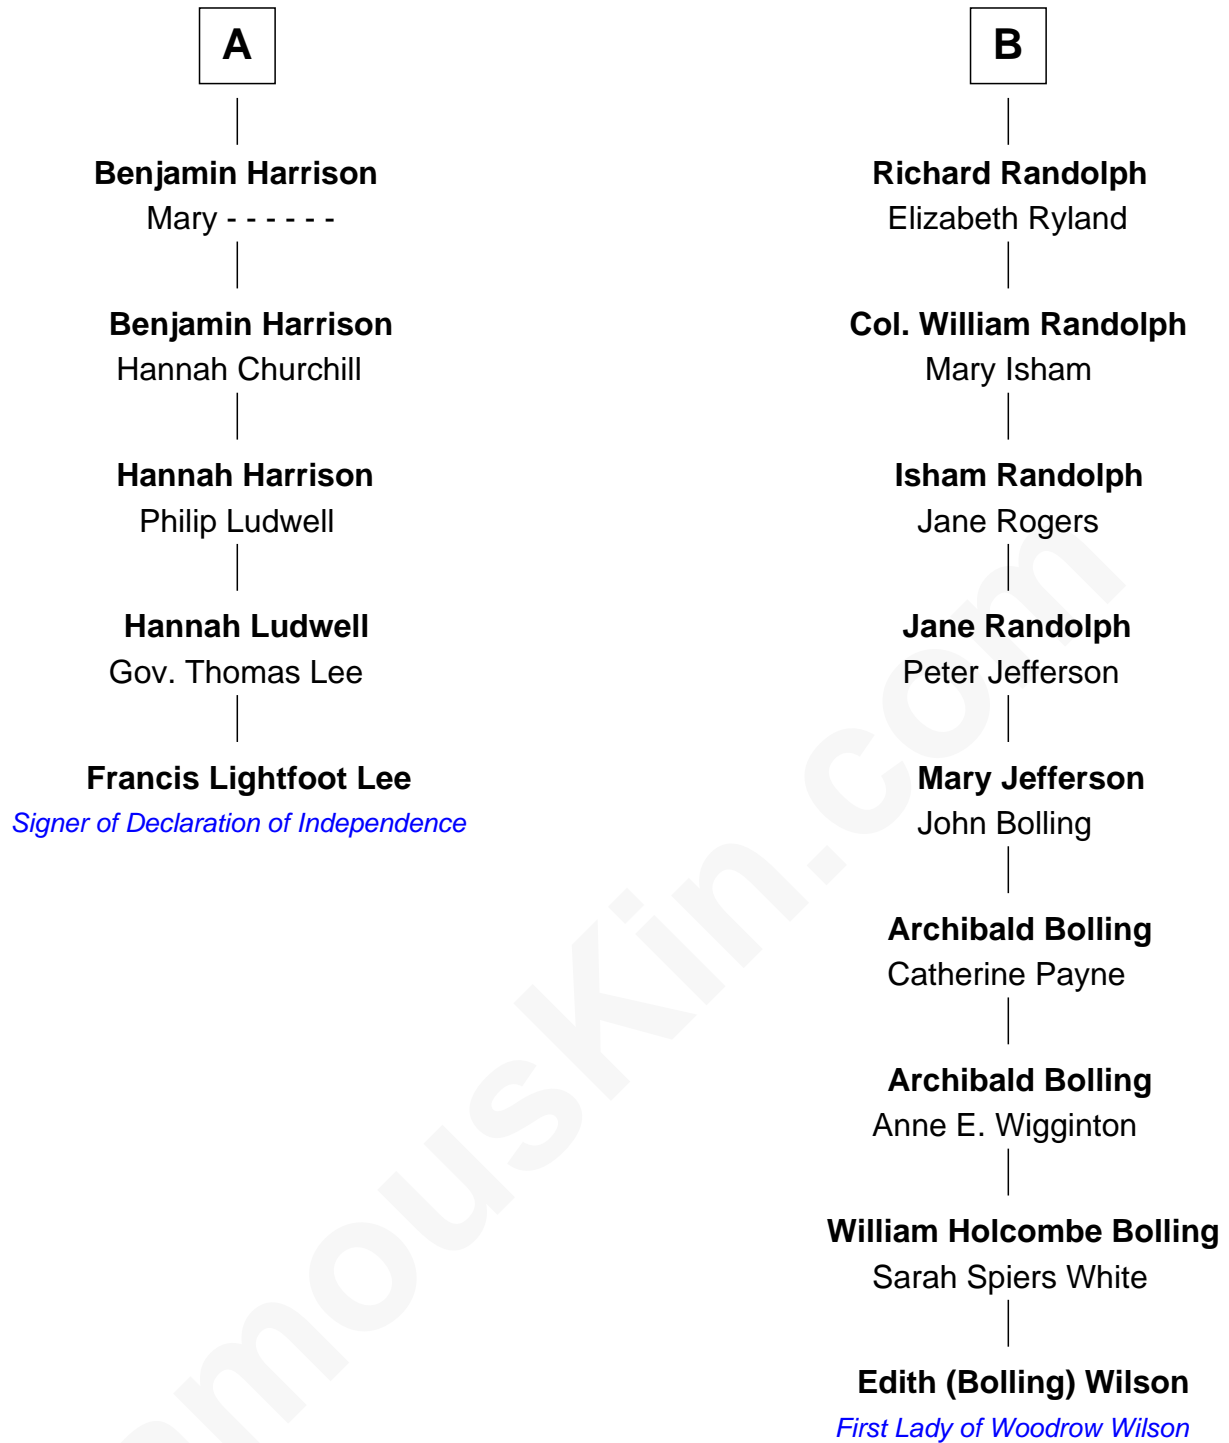 A
Benjamin Harrison
Mary - - - - - -
Benjamin Harrison
Hannah Churchill
Hannah Harrison
Philip Ludwell
Hannah Ludwell
Gov. Thomas Lee
Francis Lightfoot Lee
Signer of Declaration of Independence
B
Richard Randolph
Elizabeth Ryland
Col. William Randolph
Mary Isham
Isham Randolph
Jane Rogers
Jane Randolph
Peter Jefferson
Mary Jefferson
John Bolling
Archibald Bolling
Catherine Payne
Archibald Bolling
Anne E. Wigginton
William Holcombe Bolling
Sarah Spiers White
Edith (Bolling) Wilson
First Lady of Woodrow Wilson
amousKin.com